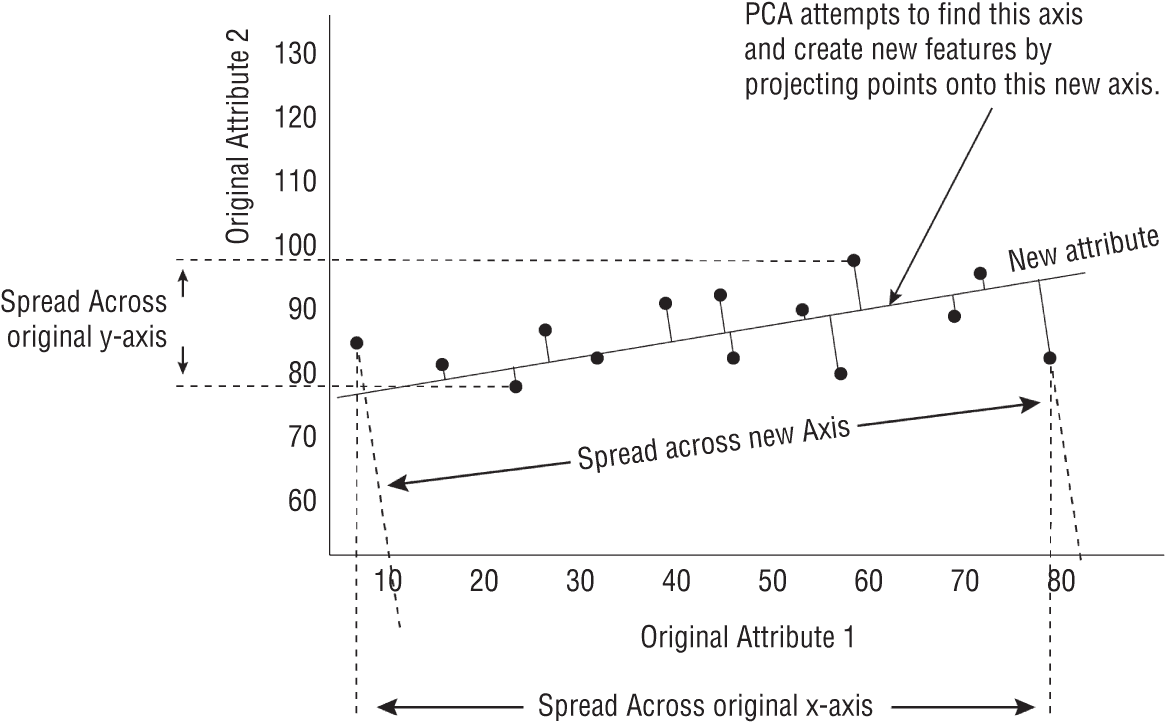 PCA attempts to find this axis
and create new features by
projecting points onto this new axis.
Original Attribute 2
130
120
110
100
90
80
70
60
New attribute
Spread Across
original y-axis
Spread across new Axis
10 20 30 40 50 60 70 80
Original Attribute 1
Spread Across original x-axis